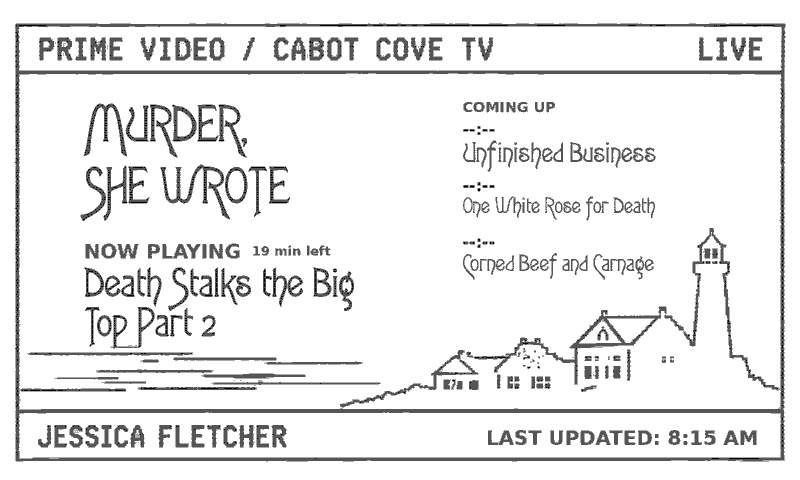 PRIME VIDEO / CABOT COVE TV
LIVE
MURDER,
SHE WROTE
NOW PLAYING 19 min left
Death Stalks the Big
Top Part 2
COMING UP
--:--
Unfinished Business
--:--
One White Rose for Death
--:--
Corned Beef and Carnage
JESSICA FLETCHER
LAST UPDATED: 8:15 AM